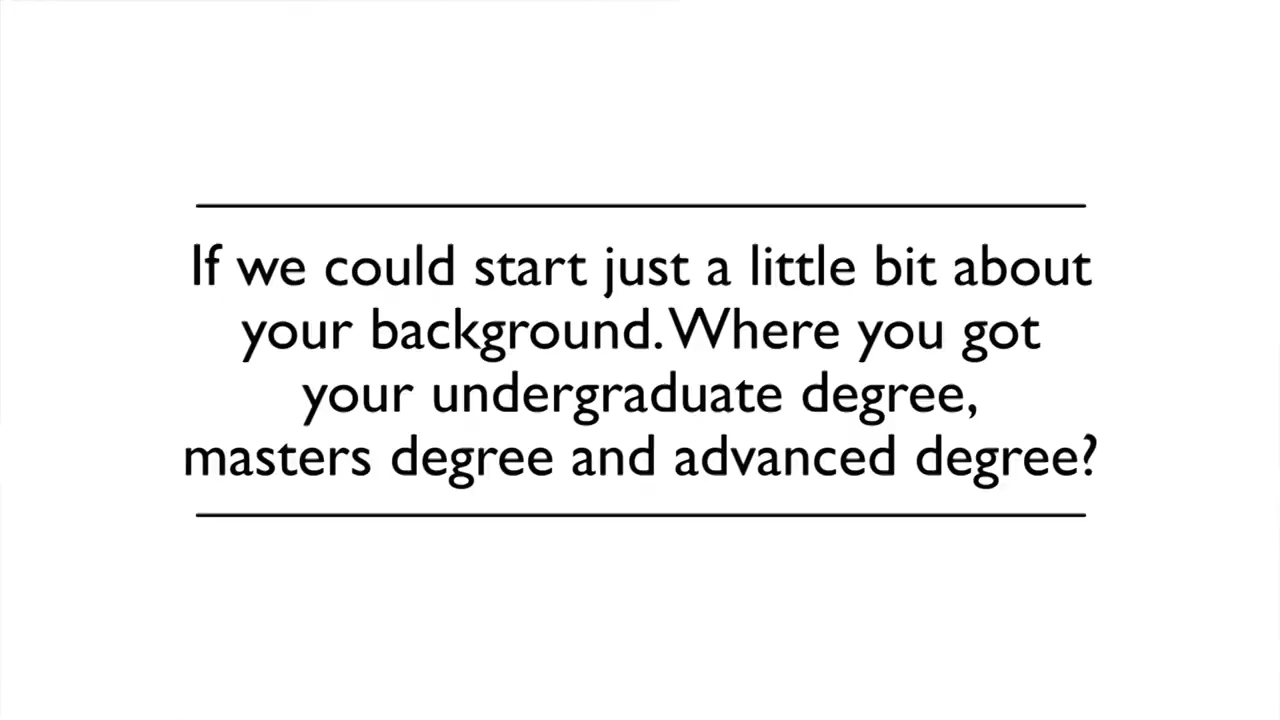 If we could start just a little bit about
your background. Where you got
your undergraduate degree,
masters degree and advanced degree?